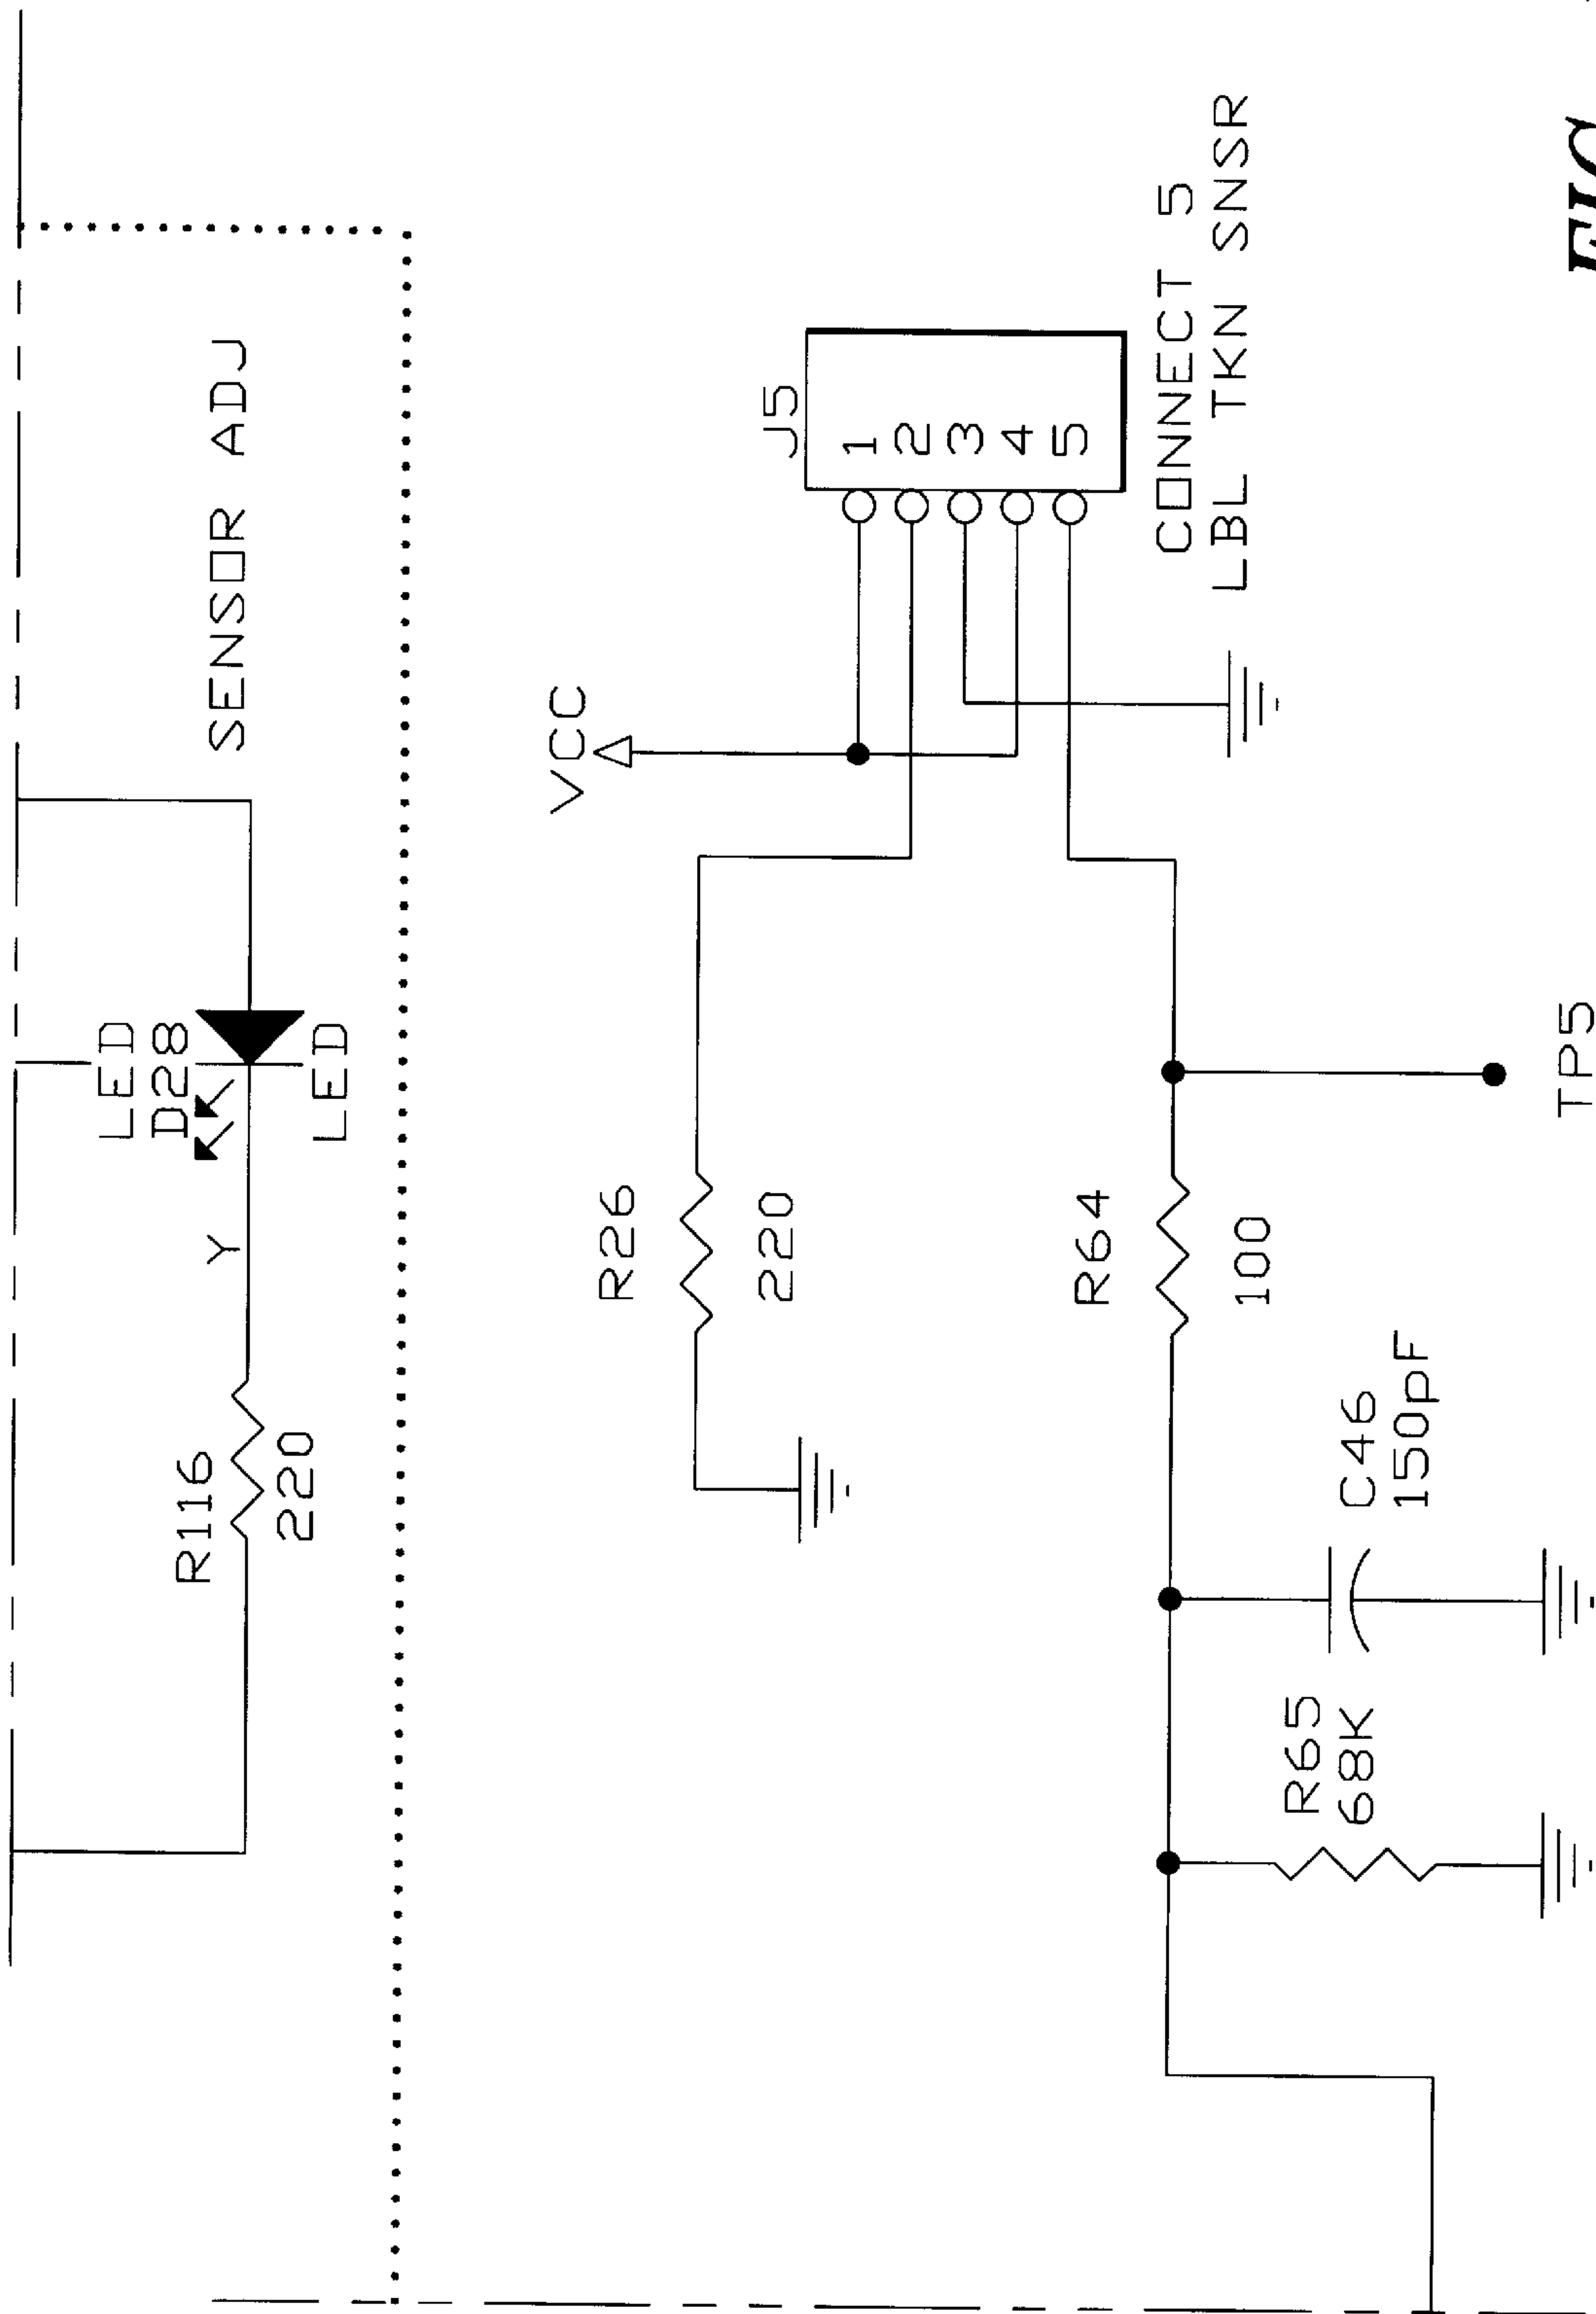 LED
D28
LED
Y
R116
220
SENSOR ADJ
VCC
R26
220
J5
1
2
3
4
5
CONNECT 5
LBL TKN SNSR
R64
100
C46
150pF
R65
68K
TP5